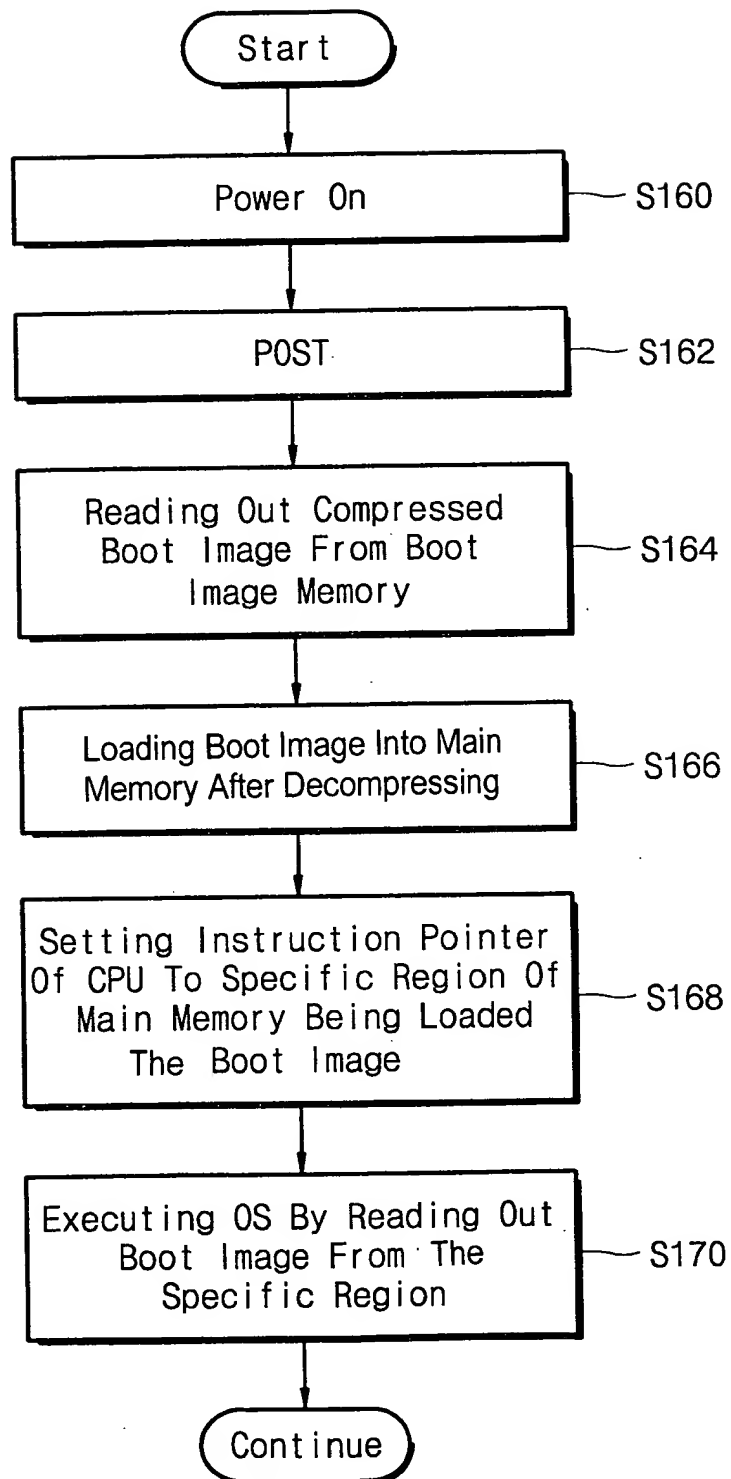 Start
Power On
S160
POST
S162
Reading Out Compressed
Boot Image From Boot
Image Memory
S164
Loading Boot Image Into Main
Memory After Decompressing
S166
Setting Instruction Pointer
Of CPU To Specific Region Of
Main Memory Being Loaded
The Boot Image
S168
Executing OS By Reading Out
Boot Image From The
Specific Region
S170
Continue